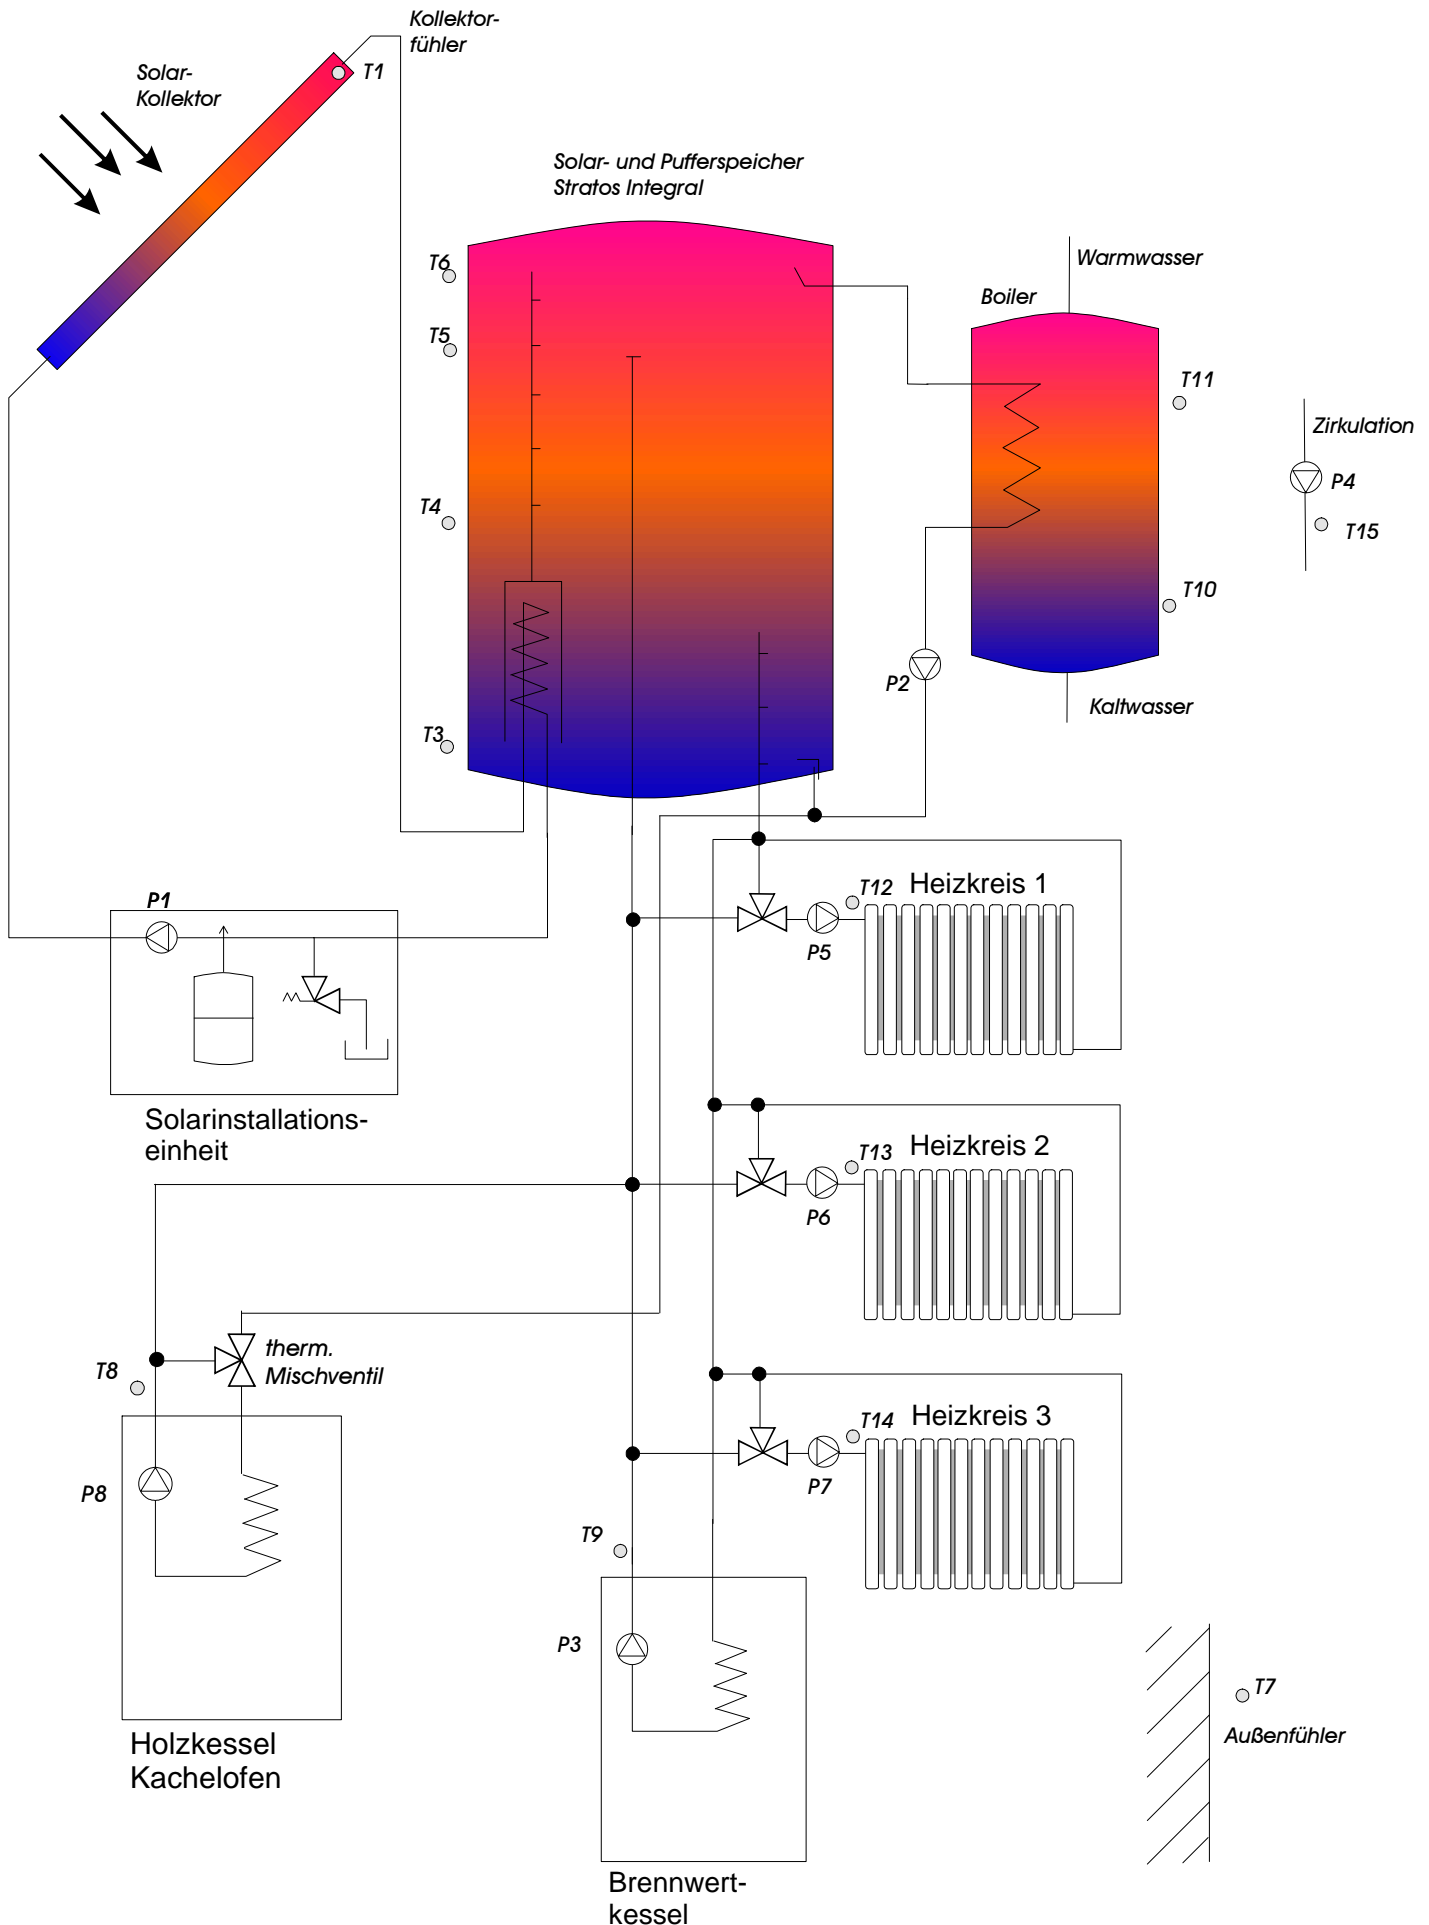 Kollektor-
fühler
T1
Solar-
Kollektor
Solar- und Pufferspeicher
Stratos Integral
T6
Warmwasser
Boiler
T5
T11
Zirkulation
P4
T4
T15
T10
P2
Kaltwasser
T3
P1
T12
Heizkreis 1
P5
Solarinstallations-
einheit
T13
Heizkreis 2
P6
therm.
Mischventil
T8
T14
Heizkreis 3
P7
P8
T9
P3
T7
Außenfühler
Holzkessel
Kachelofen
Brennwert-
kessel